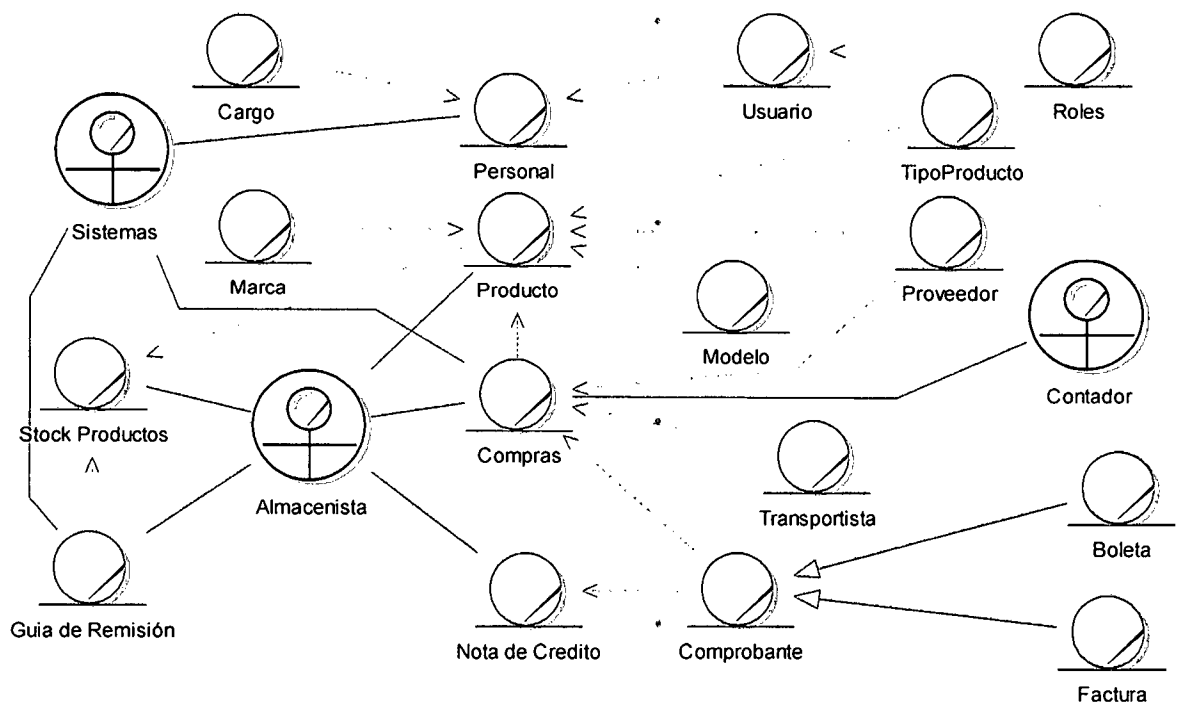 Cargo
Usuario
Roles
Personal
TipoProducto
Sistemas
Marca
Producto
Proveedor
Modelo
Contador
Stock Productos
Compras
Almacenista
Transportista
Boleta
Guia de Remisión
Nota de Credito
Comprobante
Factura